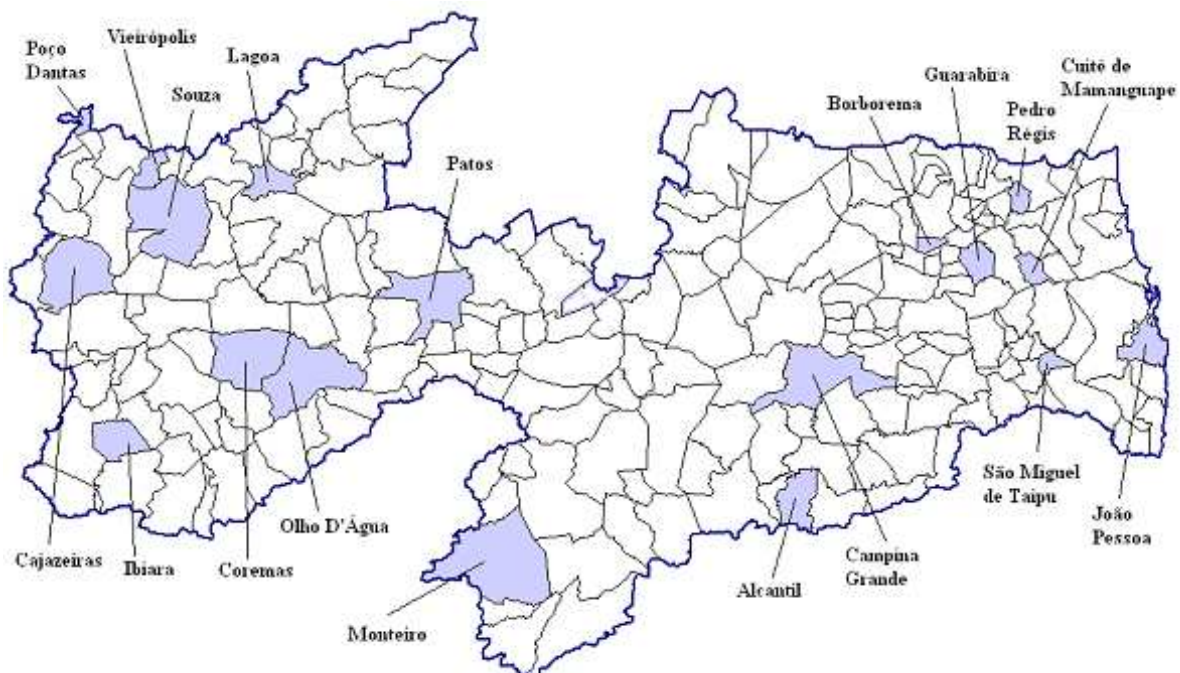 Vieirópolis
Poço
Dantas
Lagoa
Souza
Patos
Guarabira
Cuité de
Mamanguape
Borborema
Pedro
Régis
Cajazeiras
Ibiara
Coremas
Olho D'Água
Monteiro
Alcantil
Campina
Grande
São Miguel
de Taipu
João
Pessoa